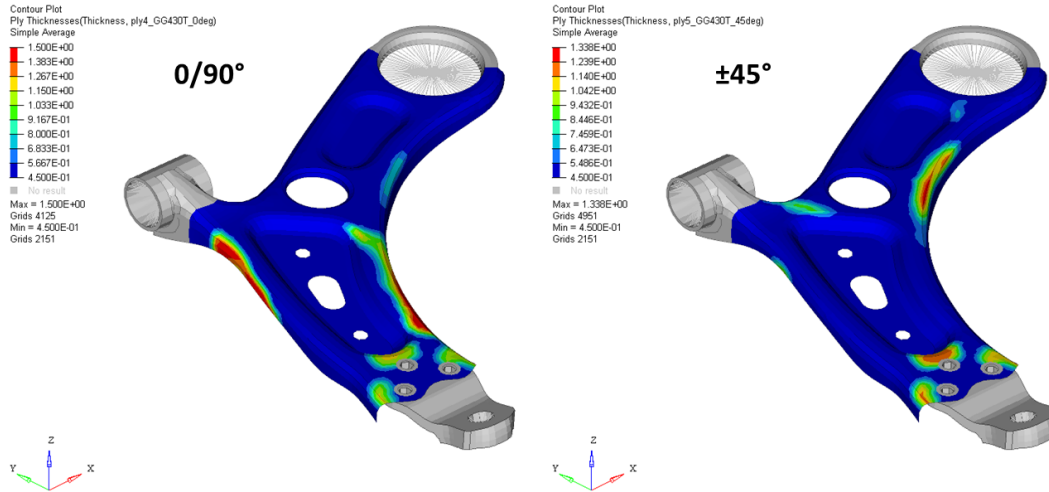 Contour Plot
Ply Thicknesses(Thickness, ply4_GG430T_0deg)
Simple Average
1.500E+00
1.383E+00
1.267E+00
1.150E+00
1.033E+00
9.167E-01
8.000E-01
6.833E-01
5.667E-01
4.500E-01
No result
Max = 1.500E+00
Grids 4125
Min = 4.500E-01
Grids 2151
0/90°
Z
Y
X
Contour Plot
Ply Thicknesses(Thickness, ply5_GG430T_45deg)
Simple Average
1.338E+00
1.239E+00
1.140E+00
1.042E+00
9.432E-01
8.446E-01
7.459E-01
6.473E-01
5.486E-01
4.500E-01
No result
Max = 1.338E+00
Grids 4951
Min = 4.500E-01
Grids 2151
±45°
Z
Y
X